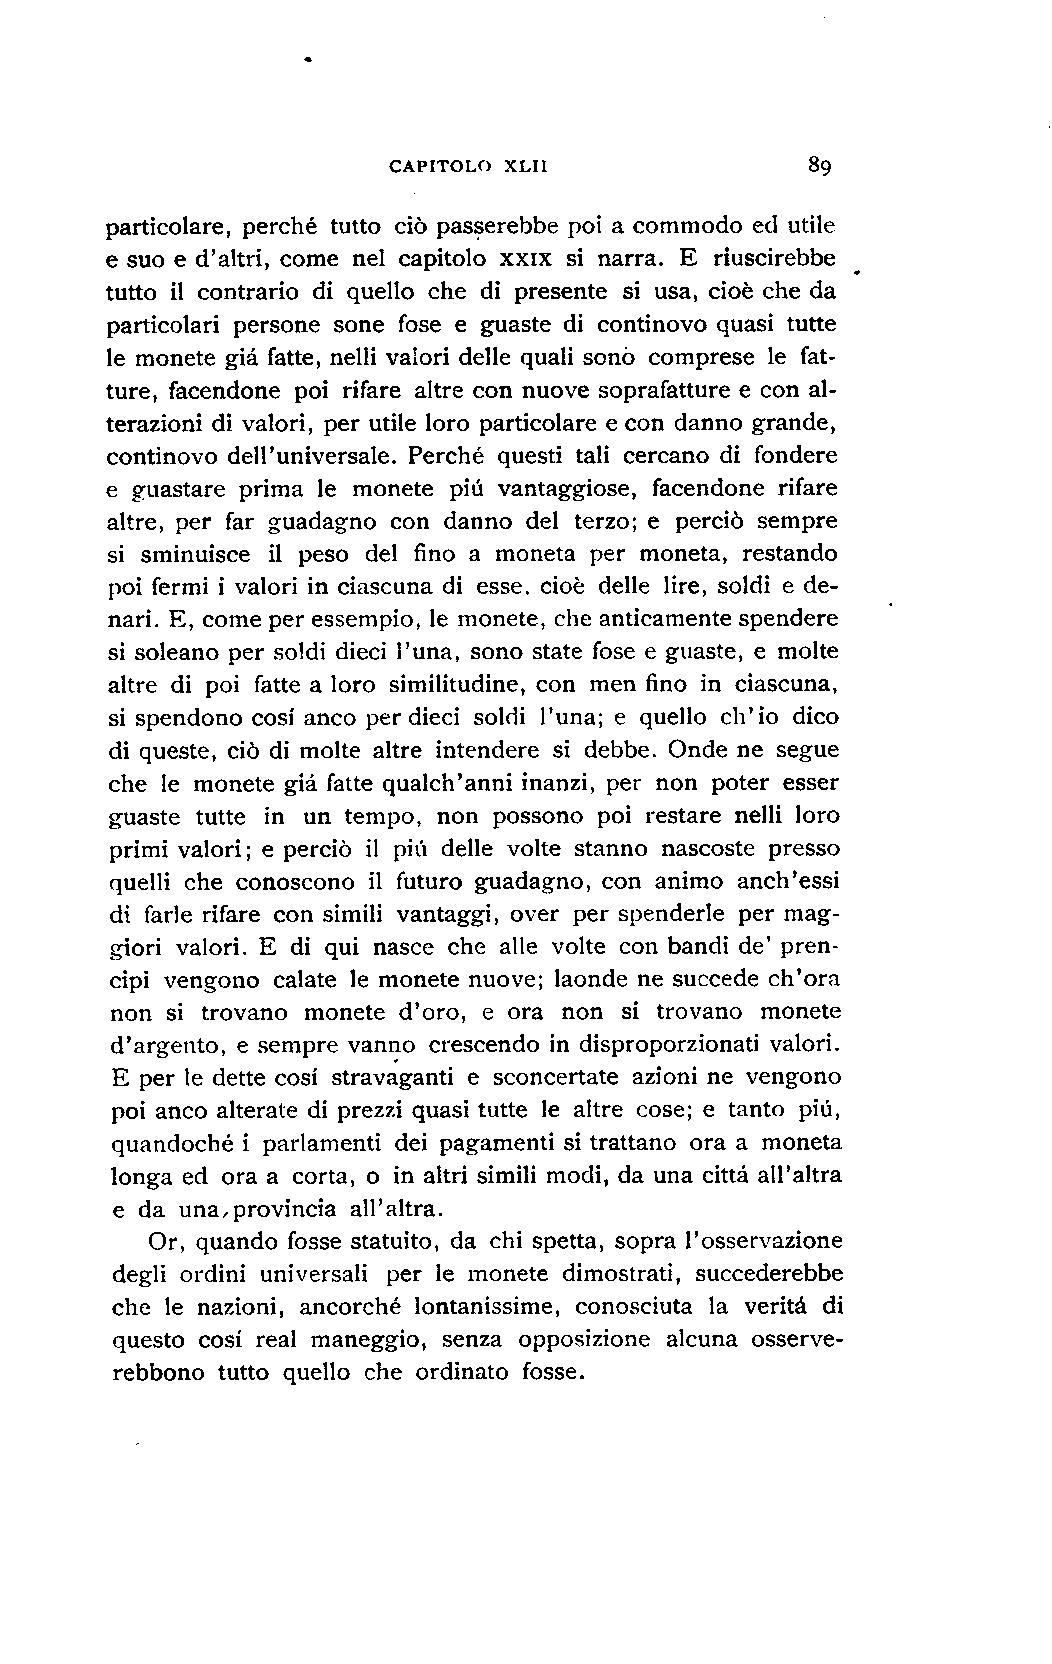 CAPITOLO XLII 89
particolare, perché tutto ciò passerebbe poi a commodo ed utile
e suo e d'altri, come nel capitolo XXIX si narra. E riuscirebbe
tutto il contrario di quello che di presente si usa, cioè che da
particolari persone sone fose e guaste di continovo quasi tutte
le monete giá fatte, nelli valori delle quali sono comprese le fat-
ture, facendone poi rifare altre con nuove soprafatture e con al-
terazioni di valori, per utile loro particolare e con danno grande,
continovo dell'universale. Perché questi tali cercano di fondere
e guastare prima le monete piú vantaggiose, facendone rifare
altre, per far guadagno con danno del terzo; e perciò sempre
si sminuisce il peso del fino a moneta per moneta, restando
poi fermi i valori in ciascuna di esse, cioè delle lire, soldi e de-
nari. E, come per essempio, le monete, che anticamente spendere
si soleano per soldi dieci l'una, sono state fose e guaste, e molte
altre di poi fatte a loro similitudine, con men fino in ciascuna,
si spendono cosí anco per dieci soldi l'una; e quello ch'io dico
di queste, ciò di molte altre intendere si debbe. Onde ne segue
che le monete giá fatte qualch'anni inanzi, per non poter esser
guaste tutte in un tempo, non possono poi restare nelli loro
primi valori; e perciò il piú delle volte stanno nascoste presso
quelli che conoscono il futuro guadagno, con animo anch'essi
di farle rifare con simili vantaggi, over per spenderle per mag-
giori valori. E di qui nasce che alle volte con bandi de' pren-
cipi vengono calate le monete nuove; laonde ne succede ch'ora
non si trovano monete d'oro, e ora non si trovano monete
d'argento, e sempre vanno crescendo in disproporzionati valori.
E per le dette cosí stravaganti e sconcertate azioni ne vengono
poi anco alterate di prezzi quasi tutte le altre cose; e tanto piú,
quandoché i parlamenti dei pagamenti si trattano ora a moneta
longa ed ora a corta, o in altri simili modi, da una cittá all'altra
e da una provincia all'altra.
Or, quando fosse statuito, da chi spetta, sopra l'osservazione
degli ordini universali per le monete dimostrati, succederebbe
che le nazioni, ancorché lontanissime, conosciuta la veritá di
questo cosí real maneggio, senza opposizione alcuna osserve-
rebbono tutto quello che ordinato fosse.